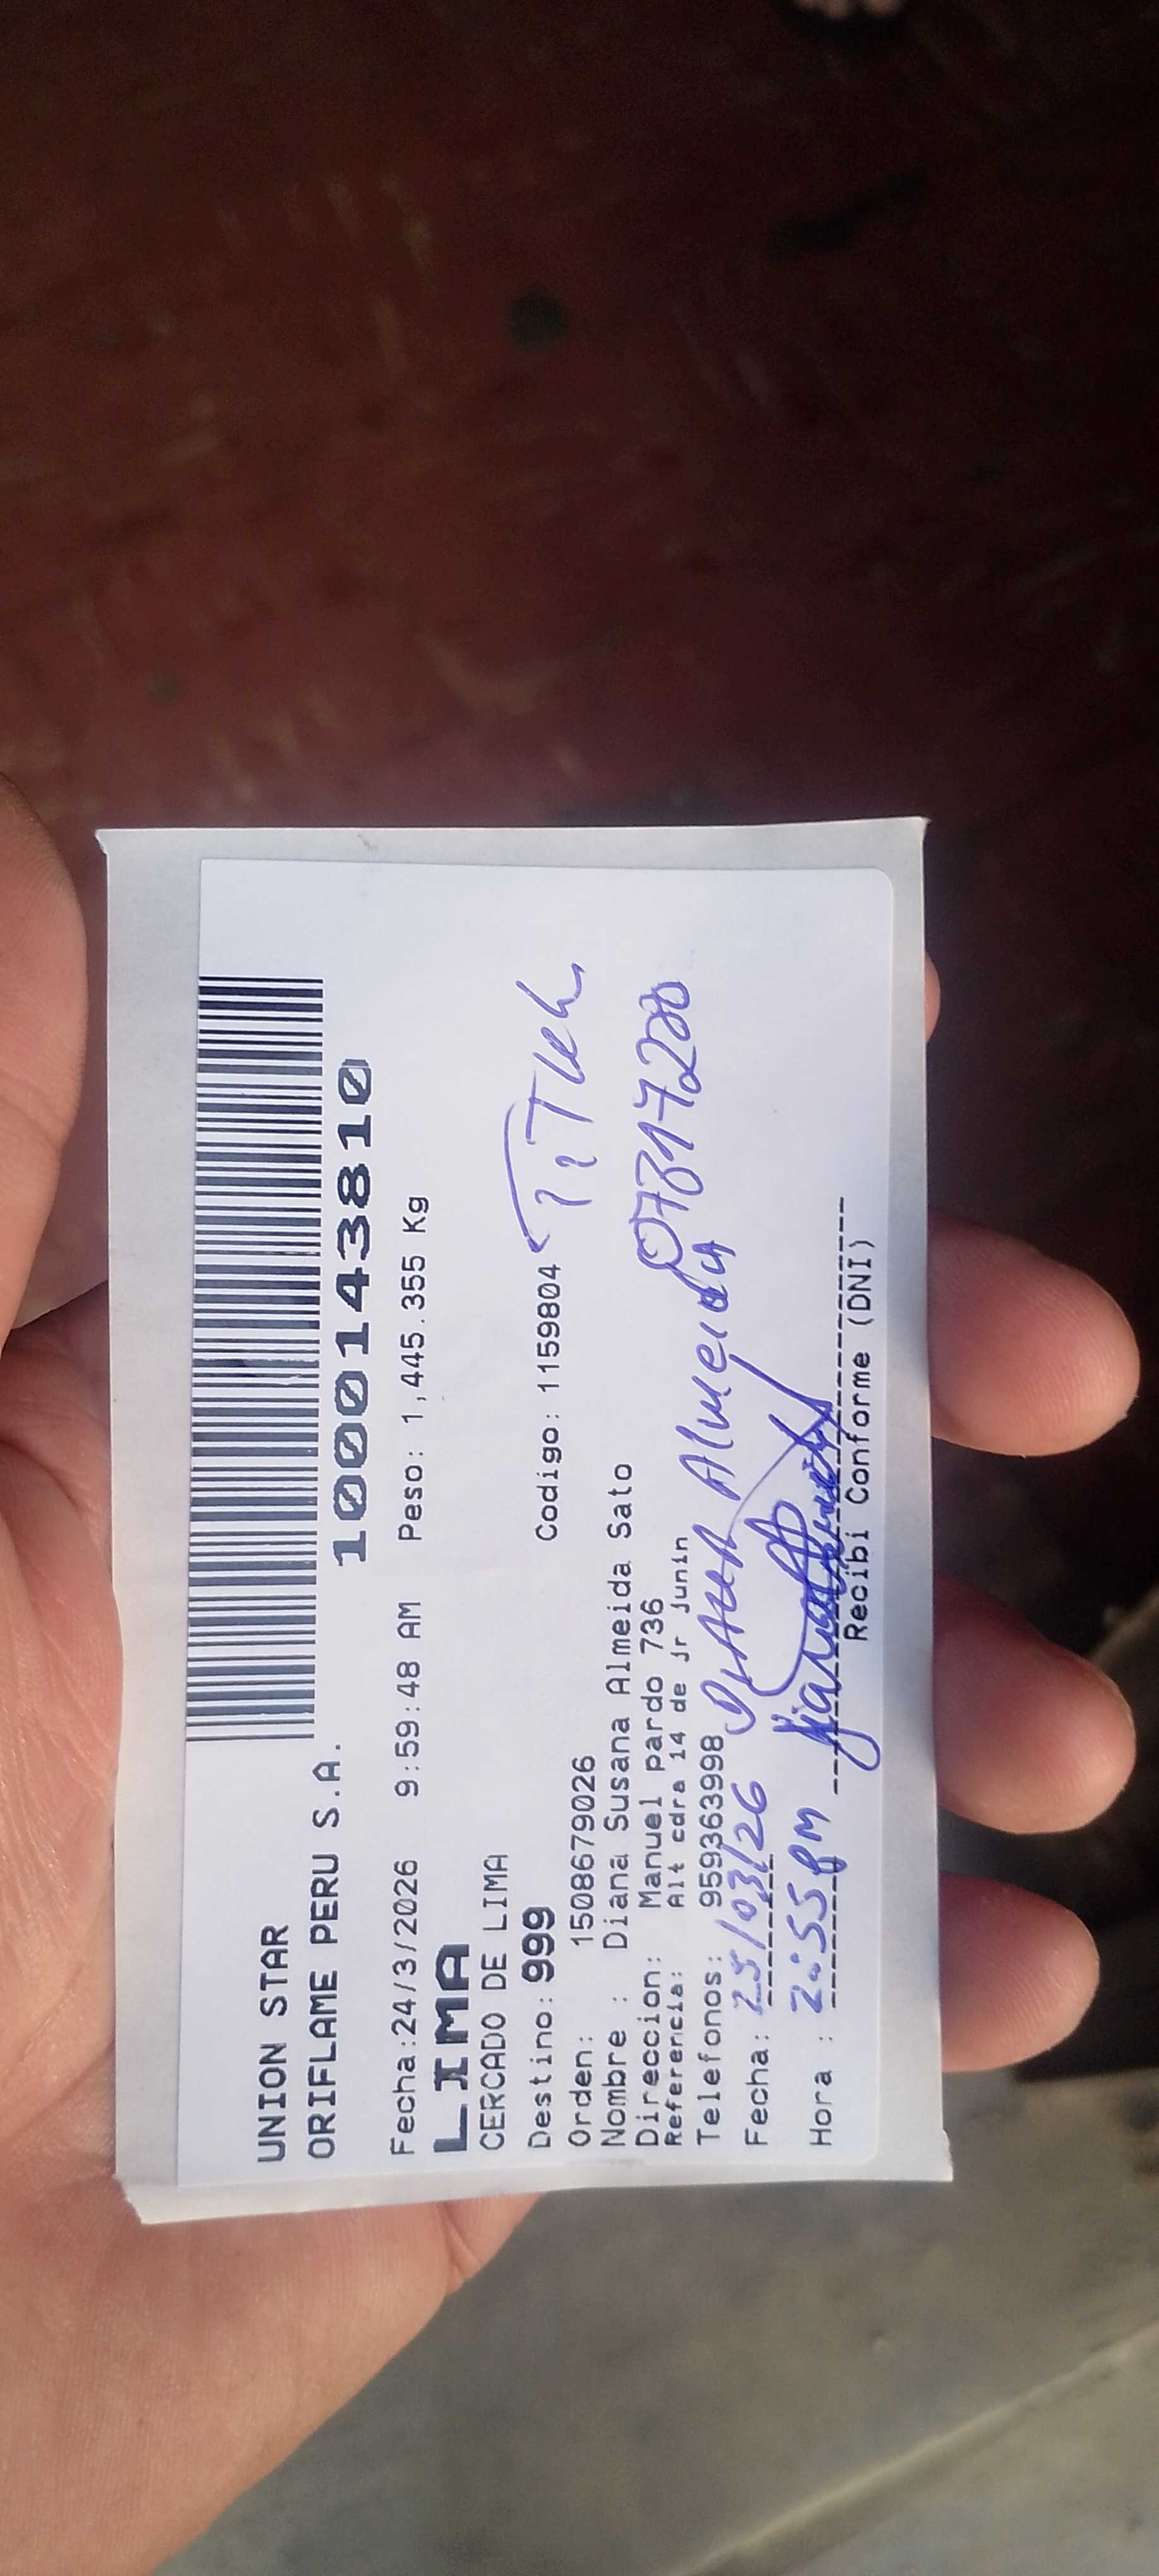 UNION STAR
ORIFLAME PERU S.A.
1000143810
Fecha:24/3/2026 9:59:48 AM Peso: 1,445.355 Kg
LIMA
CERCADO DE LIMA
Destino: 999 Codigo: 1159804
Orden: 1508679026
Nombre : Diana Susana Almeida Sato
Direccion: Manuel pardo 736
Referencia: Alt cdra 14 de jr junin
Telefonos: 959363998
Fecha: 25/03/26 Almeida
Hora : 2:55 pm
Recibi Conforme (DNI)